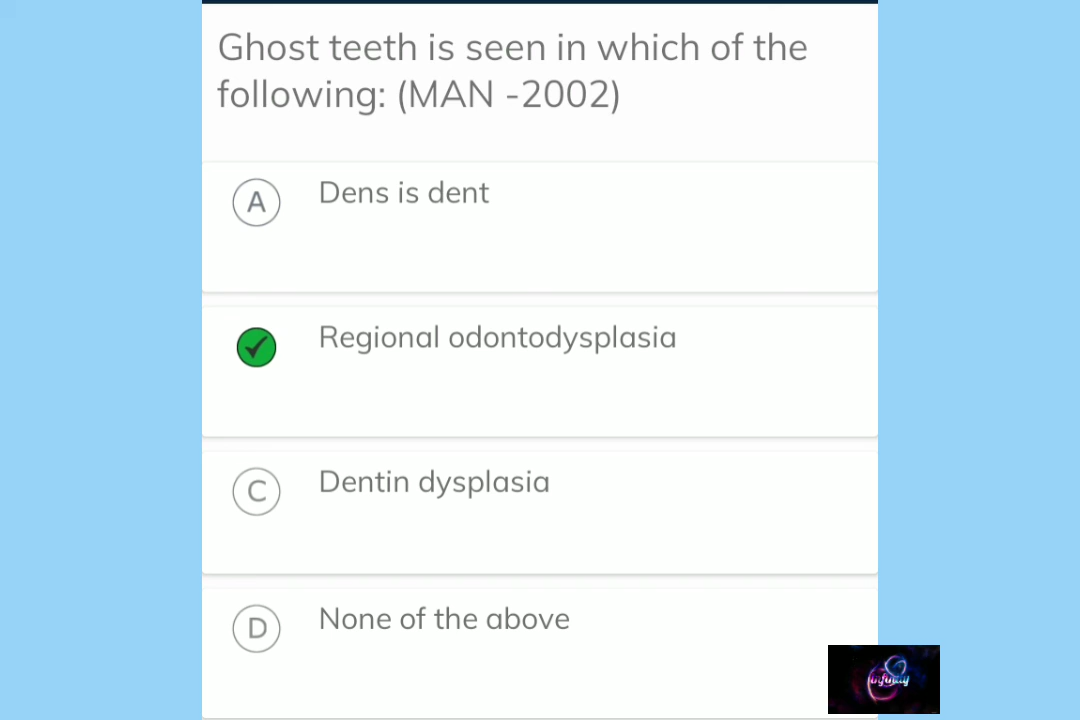 Ghost teeth is seen in which of the
following: (MAN -2002)
A
Dens is dent
Regional odontodysplasia
C
Dentin dysplasia
D
None of the above